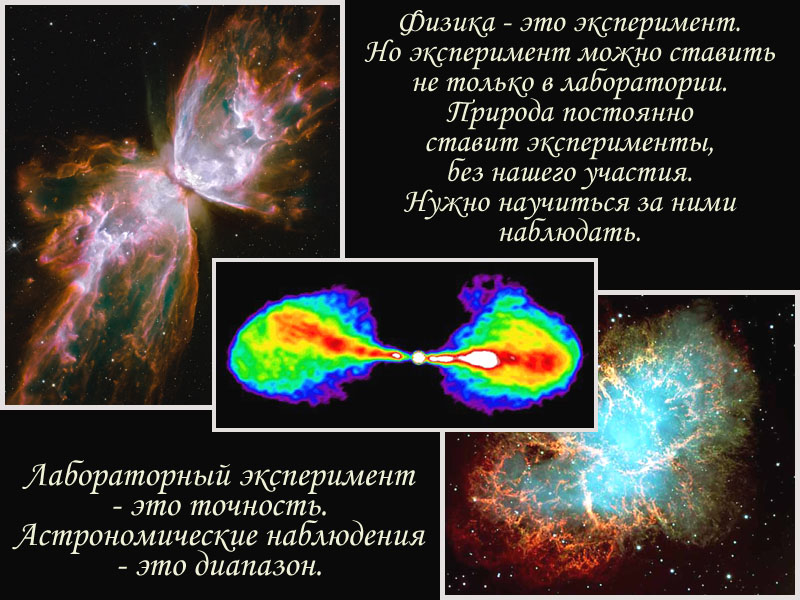 Физика - это эксперимент.
Но эксперимент можно ставить
не только в лаборатории.
Природа постоянно
ставит эксперименты,
без нашего участия.
Нужно научиться за ними
наблюдать.
Лабораторный эксперимент
- это точность.
Астрономические наблюдения
- это диапазон.